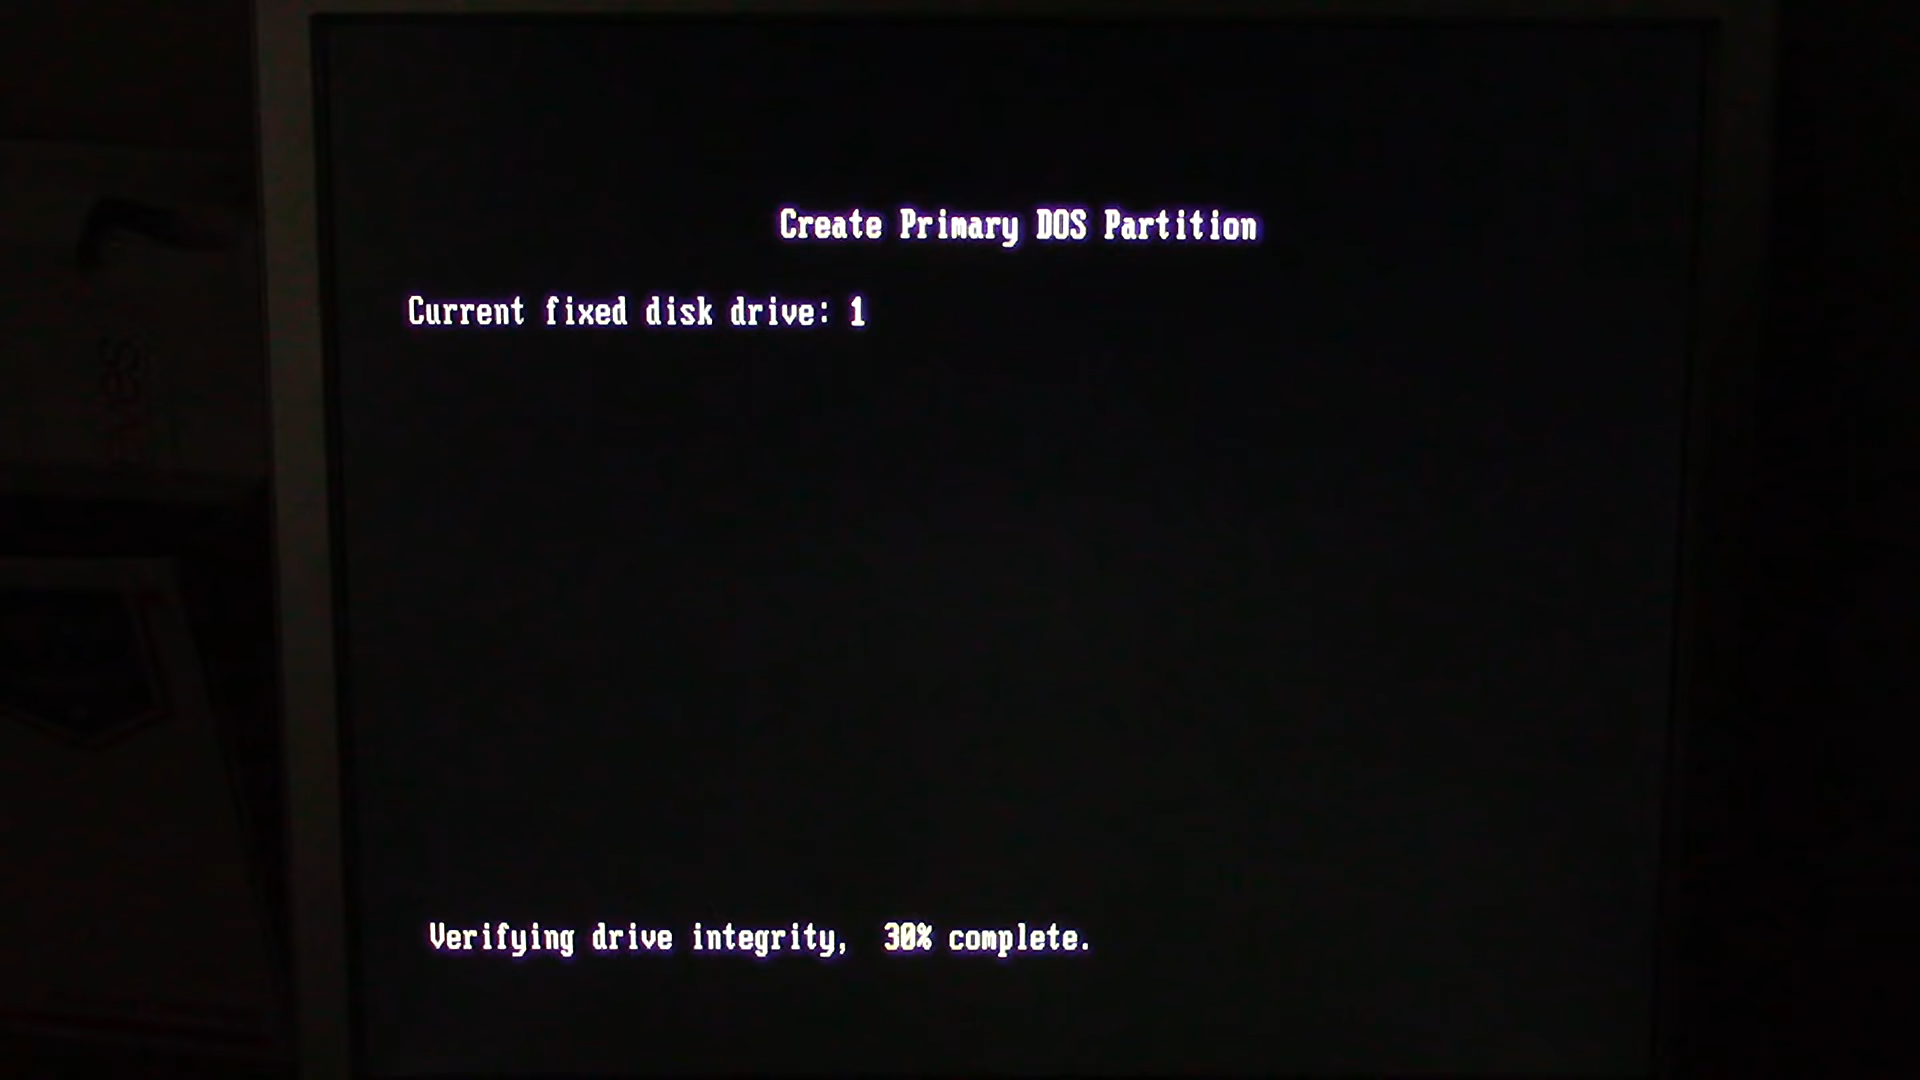 Create Primary DOS Partition
Current fixed disk drive: 1
Verifying drive integrity,  30% complete.